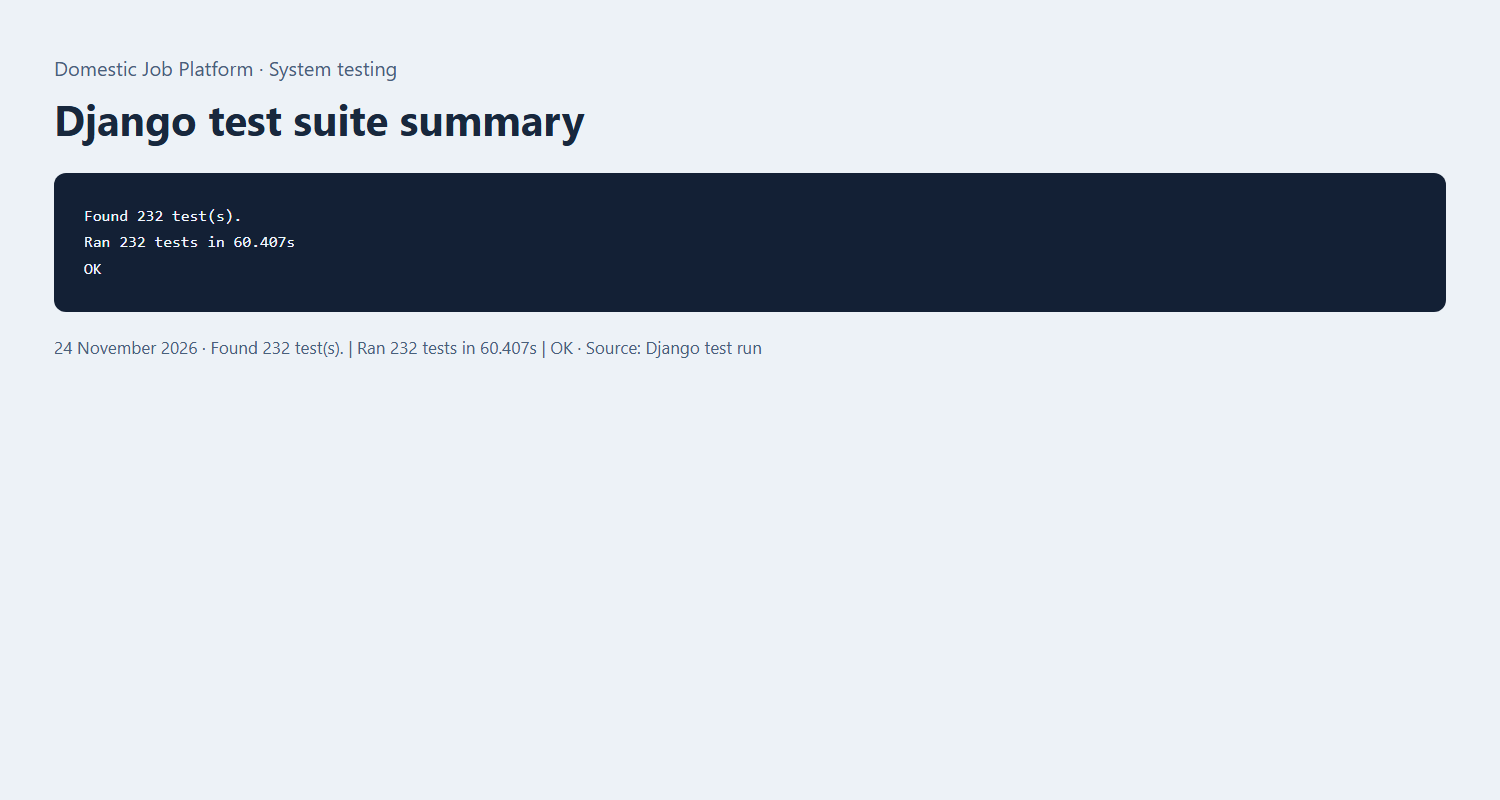 Domestic Job Platform · System testing
Django test suite summary
Found 232 test(s).
Ran 232 tests in 60.407s
OK
24 November 2026 · Found 232 test(s). | Ran 232 tests in 60.407s | OK · Source: Django test run